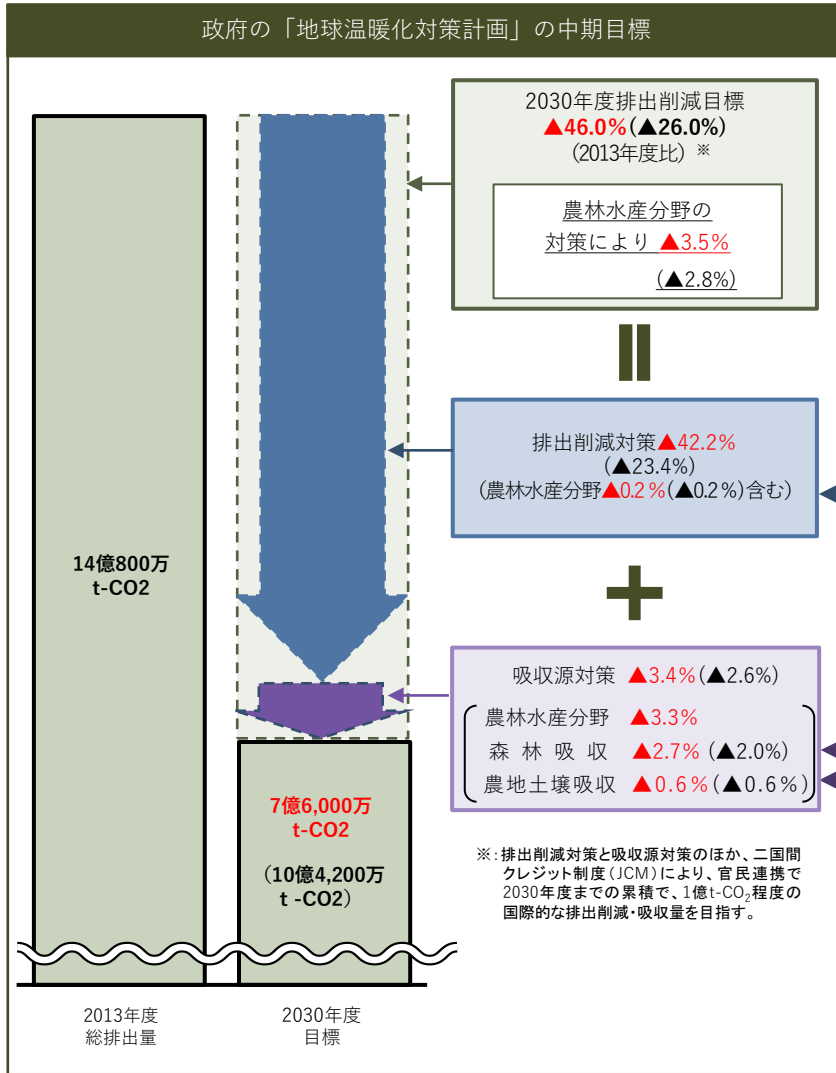 政府の「地球温暖化対策計画」の中期目標
2030年度排出削減目標
▲46.0%(▲26.0%)
(2013年度比) ※
農林水産分野の
対策により ▲3.5%
(▲2.8%)
排出削減対策▲42.2%
(▲23.4%)
(農林水産分野▲0.2%(▲0.2%)含む)
14億800万
t-CO2
吸収源対策 ▲3.4%(▲2.6%)
農林水産分野 ▲3.3%
森林吸収 ▲2.7% (▲2.0%)
農地土壌吸収 ▲0.6%(▲0.6%)
7億6,000万
t-CO2
(10億4,200万
t -CO2)
※:排出削減対策と吸収源対策のほか、二国間
クレジット制度(JCM)により、官民連携で
2030年度までの累積で、1億t-CO₂程度の
国際的な排出削減・吸収量を目指す。
2013年度
総排出量
2030年度
目標